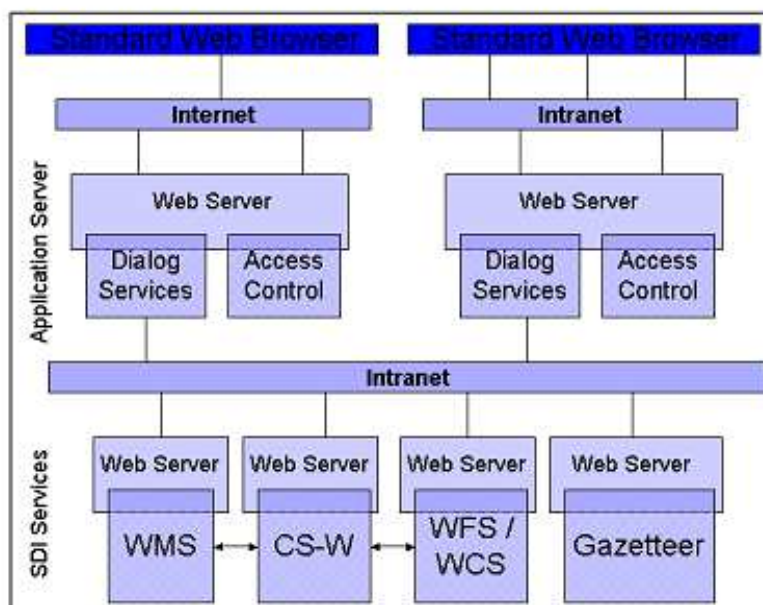 Standard Web Browser
Standard Web Browser
Internet
Intranet
Application Server
Web Server
Web Server
Dialog
Services
Access
Control
Dialog
Services
Access
Control
Intranet
SDI Services
Web Server
Web Server
Web Server
Web Server
WMS
CS-W
WFS /
WCS
Gazetteer